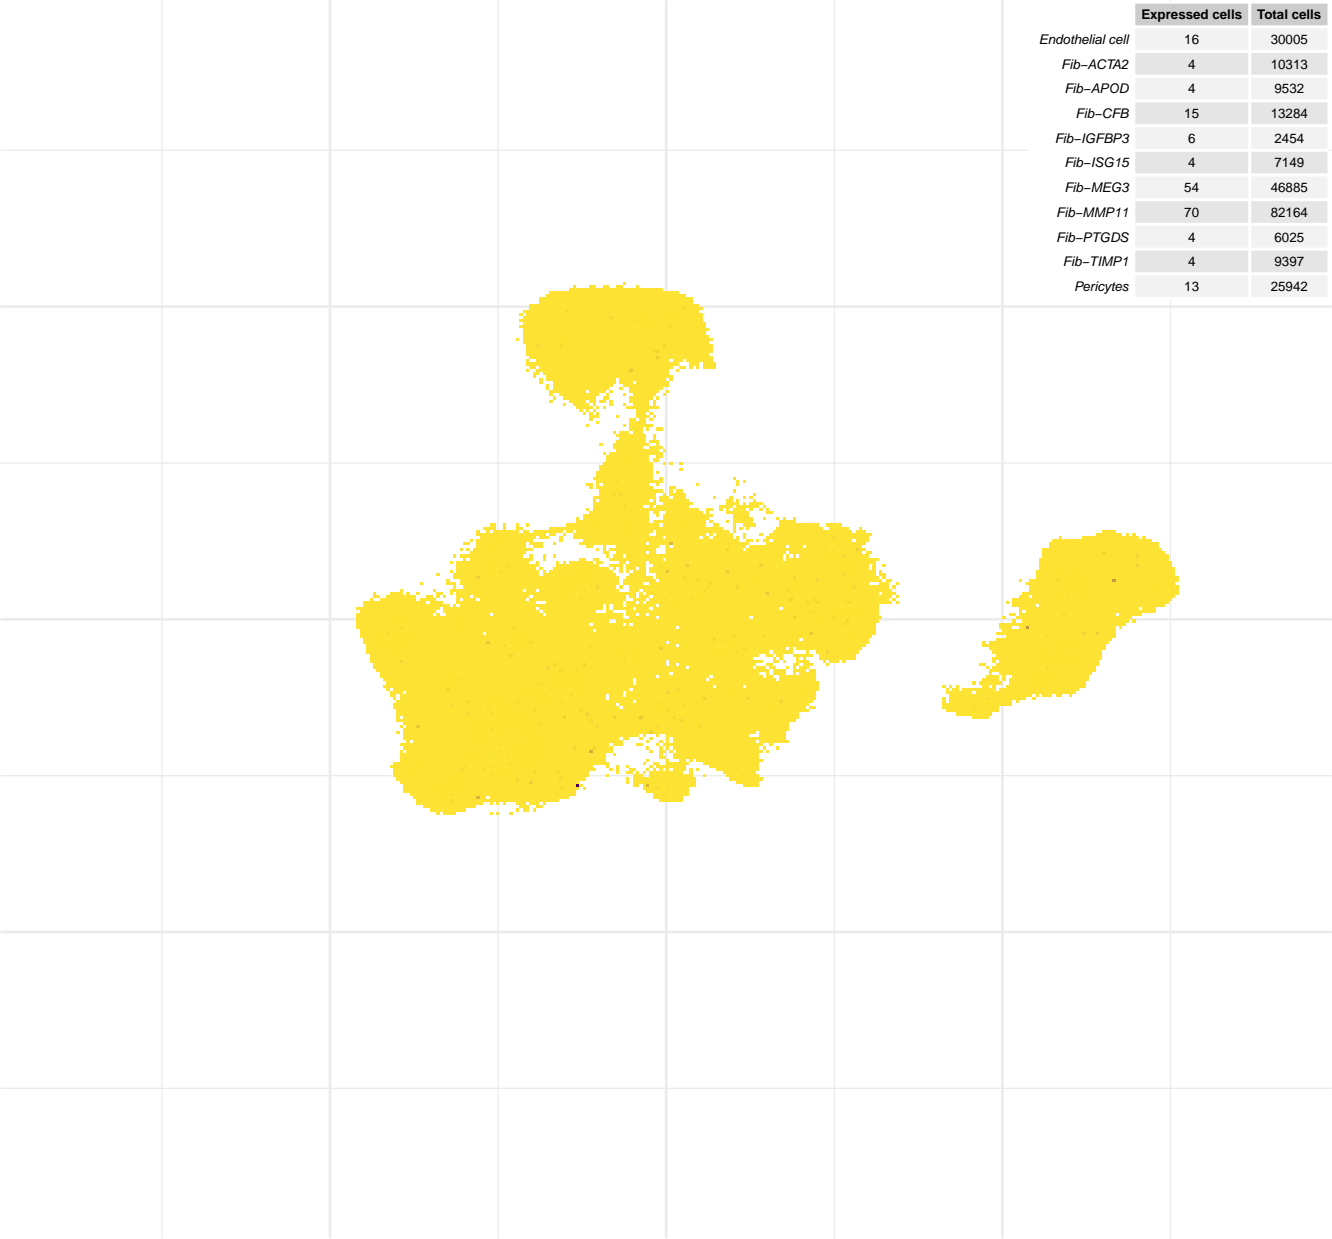 Expressed cells Total cells
Endothelial cell 16 30005
Fib−ACTA2 4 10313
Fib−APOD 4 9532
Fib−CFB 15 13284
Fib−IGFBP3 6 2454
Fib−ISG15 4 7149
Fib−MEG3 54 46885
Fib−MMP11 70 82164
Fib−PTGDS 4 6025
Fib−TIMP1 4 9397
Pericytes 13 25942